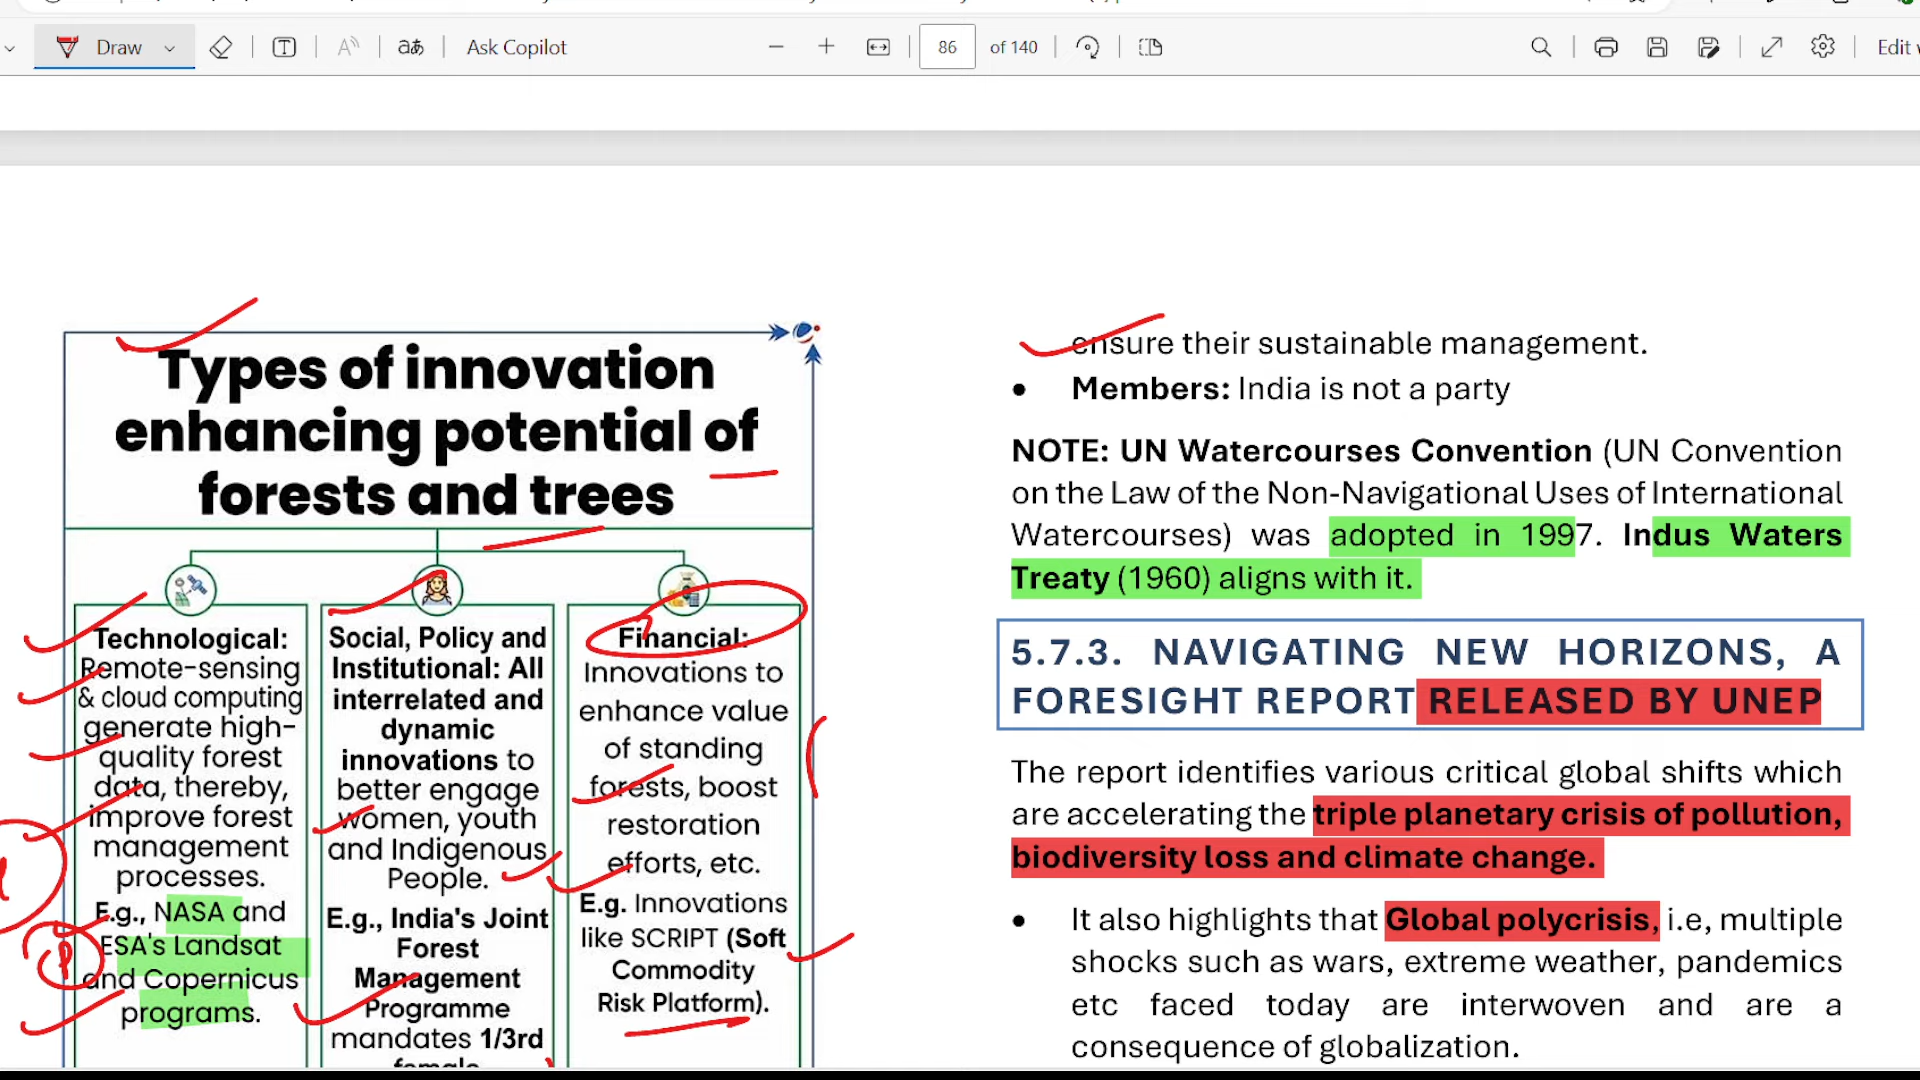 Draw
aあ
Ask Copilot
86
of 140
Edit
Types of innovation
enhancing potential of
forests and trees
Technological:
Remote-sensing
& cloud computing
generate high-
quality forest
data, thereby,
improve forest
management
processes.
E.g., NASA and
ESA's Landsat
and Copernicus
programs.
Social, Policy and
Institutional: All
interrelated and
dynamic
innovations to
better engage
women, youth
and Indigenous
People.
E.g., India's Joint
Forest
Management
Programme
mandates 1/3rd
female
Financial:
Innovations to
enhance value
of standing
forests, boost
restoration
efforts, etc.
E.g. Innovations
like SCRIPT (Soft
Commodity
Risk Platform).
ensure their sustainable management.
• Members: India is not a party
NOTE: UN Watercourses Convention (UN Convention
on the Law of the Non-Navigational Uses of International
Watercourses) was adopted in 1997. Indus Waters
Treaty (1960) aligns with it.
5.7.3. NAVIGATING NEW HORIZONS, A
FORESIGHT REPORT RELEASED BY UNEP
The report identifies various critical global shifts which
are accelerating the triple planetary crisis of pollution,
biodiversity loss and climate change.
• It also highlights that Global polycrisis, i.e, multiple
shocks such as wars, extreme weather, pandemics
etc faced today are interwoven and are a
consequence of globalization.